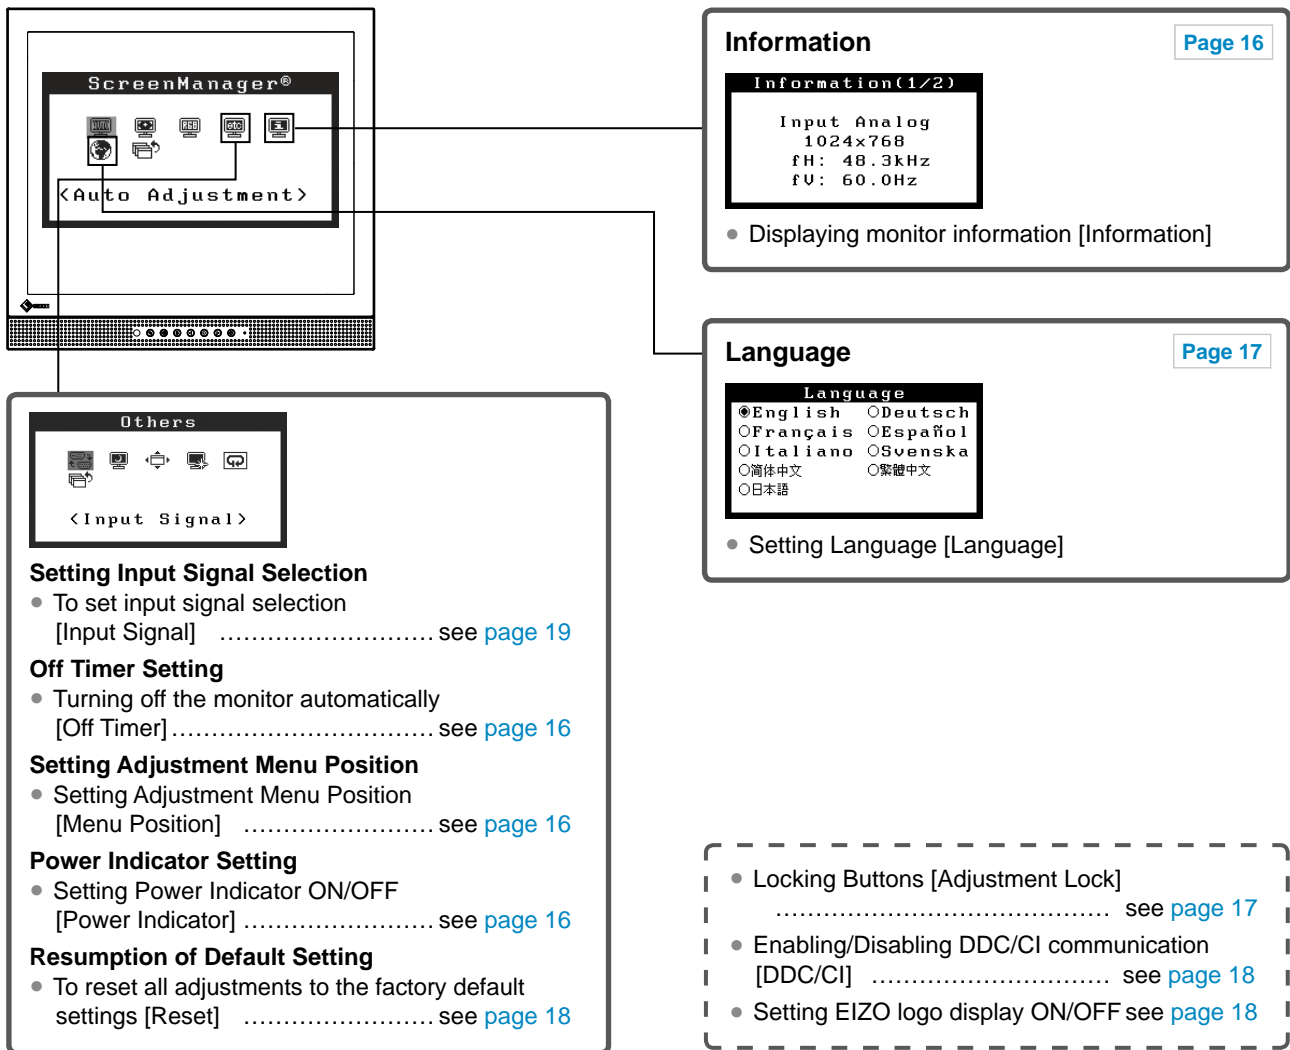 ScreenManager®
AUTO
RGB
etc
<Auto Adjustment>
Information
Page 16
Information(1/2)
Input Analog
1024x768
fH: 48.3kHz
fV: 60.0Hz
• Displaying monitor information [Information]
Language
Page 17
Language
English Deutsch
Français Español
Italiano Svenska
简体中文 繁體中文
日本語
• Setting Language [Language]
Others
<Input Signal>
Setting Input Signal Selection
• To set input signal selection
[Input Signal] ........................... see page 19
Off Timer Setting
• Turning off the monitor automatically
[Off Timer] ................................. see page 16
Setting Adjustment Menu Position
• Setting Adjustment Menu Position
[Menu Position] ........................ see page 16
Power Indicator Setting
• Setting Power Indicator ON/OFF
[Power Indicator] ........................ see page 16
Resumption of Default Setting
• To reset all adjustments to the factory default
settings [Reset] ........................ see page 18
• Locking Buttons [Adjustment Lock]
.......................................... see page 17
• Enabling/Disabling DDC/CI communication
[DDC/CI] .............................. see page 18
• Setting EIZO logo display ON/OFF see page 18